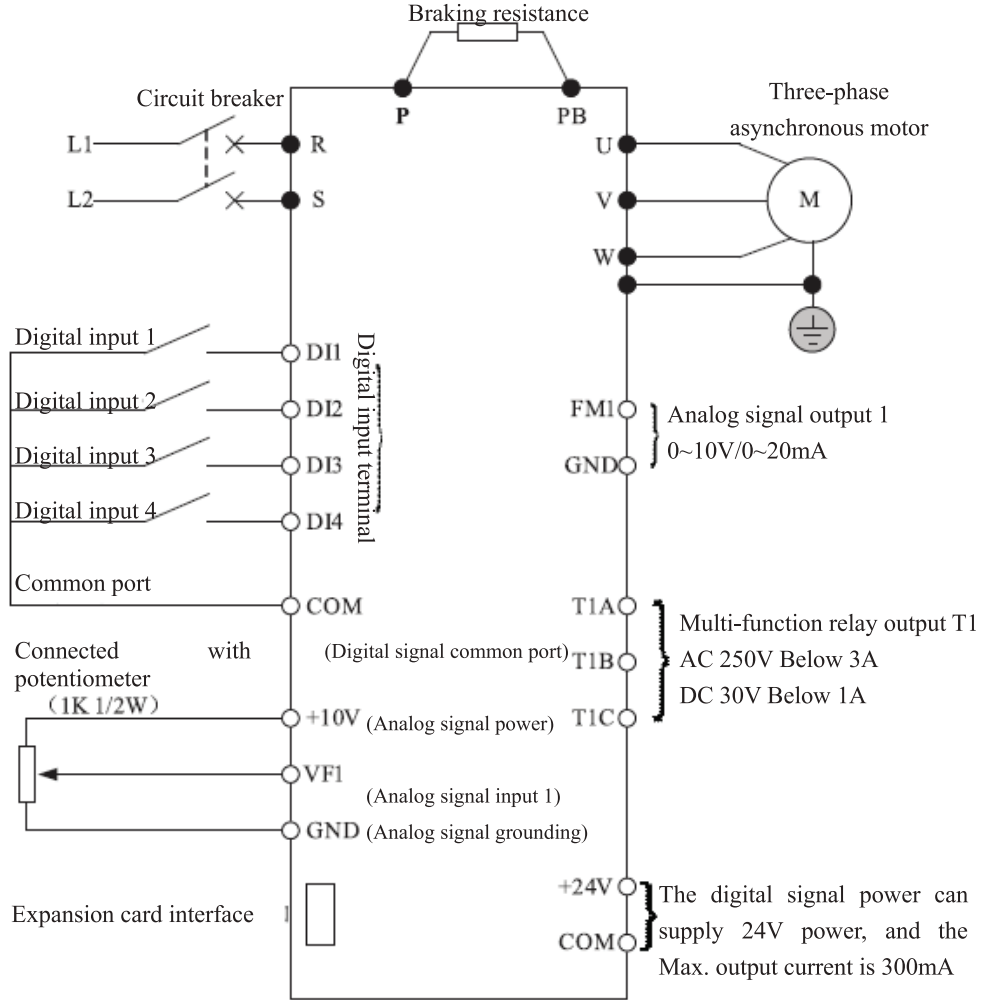 Braking resistance
Circuit breaker
Three-phase
asynchronous motor
P
PB
L1
R
U
L2
S
V
M
W
Digital input 1
DI1
Digital input 2
DI2
Digital input 3
DI3
Digital input 4
DI4
Digital input terminal
FM1
Analog signal output 1
0~10V/0~20mA
GND
Common port
COM
(Digital signal common port)
T1A
T1B
T1C
Multi-function relay output T1
AC 250V Below 3A
DC 30V Below 1A
Connected with
potentiometer
(1K 1/2W)
+10V
(Analog signal power)
VF1
(Analog signal input 1)
GND
(Analog signal grounding)
Expansion card interface
+24V
COM
The digital signal power can
supply 24V power, and the
Max. output current is 300mA